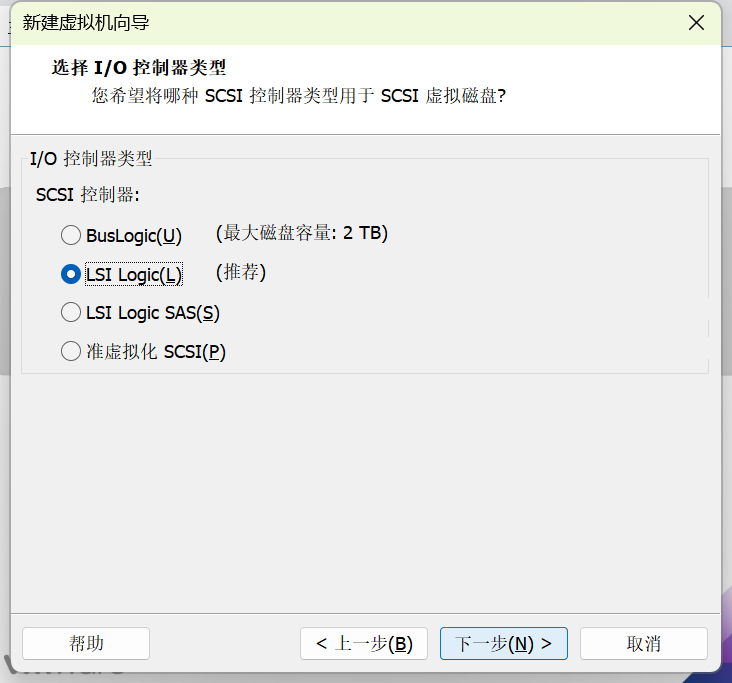 新建虚拟机向导
选择 I/O 控制器类型
您希望将哪种 SCSI 控制器类型用于 SCSI 虚拟磁盘?
I/O 控制器类型
SCSI 控制器:
BusLogic(U) (最大磁盘容量: 2 TB)
LSI Logic(L) (推荐)
LSI Logic SAS(S)
准虚拟化 SCSI(P)
帮助 < 上一步(B) 下一步(N) > 取消